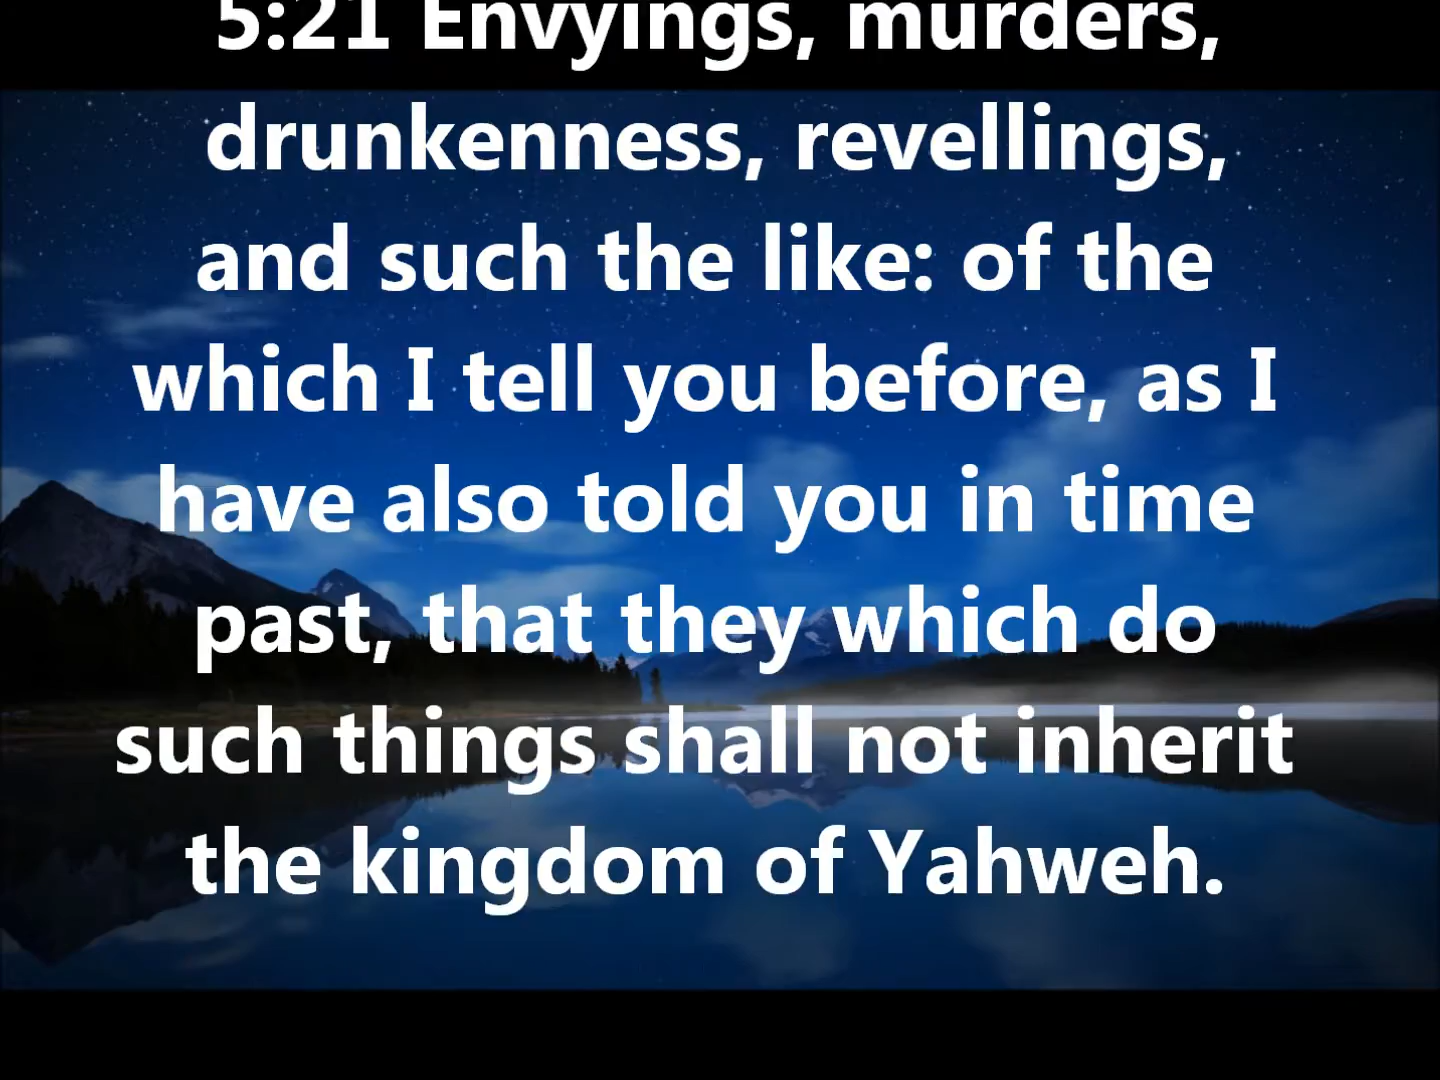 5:21 Envyings, murders,
drunkenness, revellings,
and such the like: of the
which I tell you before, as I
have also told you in time
past, that they which do
such things shall not inherit
the kingdom of Yahweh.